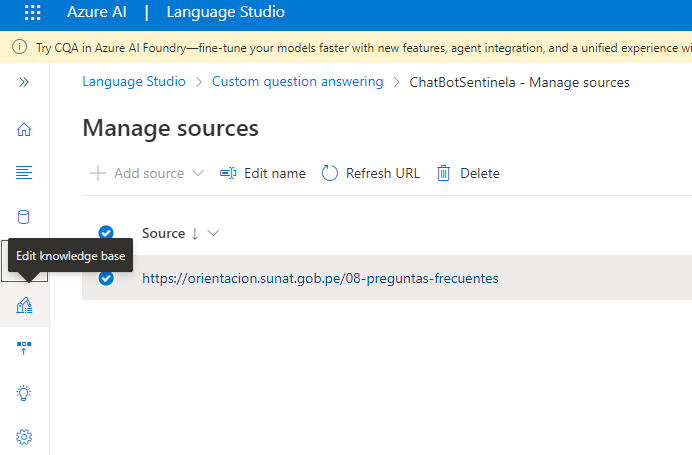 Azure AI | Language Studio
Try CQA in Azure AI Foundry—fine-tune your models faster with new features, agent integration, and a unified experience wi
Language Studio > Custom question answering > ChatBotSentinela - Manage sources
Manage sources
Add source Edit name Refresh URL Delete
Source ↓
Edit knowledge base
https://orientacion.sunat.gob.pe/08-preguntas-frecuentes